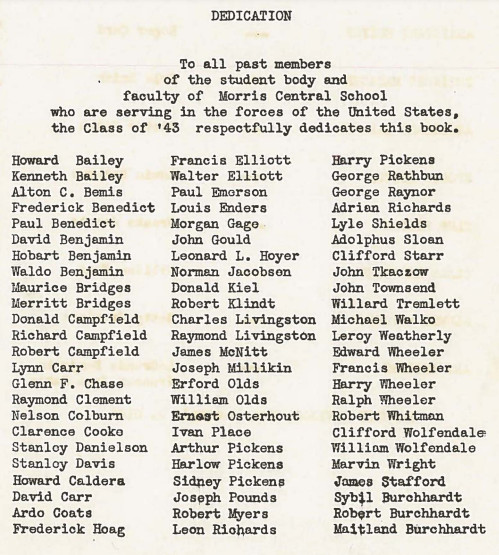 DEDICATION
To all past members
of the student body and
faculty of Morris Central School
who are serving in the forces of the United States,
the Class of '43 respectfully dedicates this book.
Howard Bailey
Kenneth Bailey
Alton C. Bemis
Frederick Benedict
Paul Benedict
David Benjamin
Hobart Benjamin
Waldo Benjamin
Maurice Bridges
Merritt Bridges
Donald Campfield
Richard Campfield
Robert Campfield
Lynn Carr
Glenn F. Chase
Raymond Clement
Nelson Colburn
Clarence Cooke
Stanley Danielson
Stanley Davis
Howard Caldera
David Carr
Ardo Coats
Frederick Hoag
Francis Elliott
Walter Elliott
Paul Emerson
Louis Enders
Morgan Gage
John Gould
Leonard L. Hoyer
Norman Jacobsen
Donald Kiel
Robert Klindt
Charles Livingston
Raymond Livingston
James McNitt
Joseph Millikin
Erford Olds
William Olds
Ernest Osterhout
Ivan Place
Arthur Pickens
Harlow Pickens
Sidney Pickens
Joseph Pounds
Robert Myers
Leon Richards
Harry Pickens
George Rathbun
George Raynor
Adrian Richards
Lyle Shields
Adolphus Sloan
Clifford Starr
John Tkaczow
John Townsend
Willard Tremlett
Michael Walko
Leroy Weatherly
Edward Wheeler
Francis Wheeler
Harry Wheeler
Ralph Wheeler
Robert Whitman
Clifford Wolfendale
William Wolfendale
Marvin Wright
James Stafford
Sybil Burchhardt
Robert Burchhardt
Maitland Burchhardt